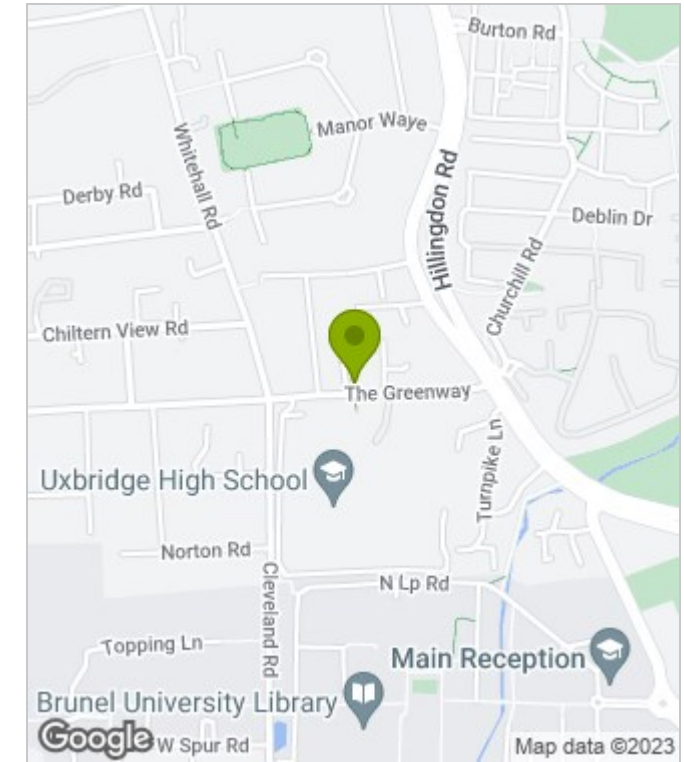 Burton Rd
Manor Waye
Whitehall Rd
Hillingdon Rd
Derby Rd
Deblin Dr
Churchill Rd
Chiltern View Rd
The Greenway
Turnpike Ln
Uxbridge High School
Norton Rd
Cleveland Rd
N Lp Rd
Topping Ln
Main Reception
Brunel University Library
Google
W Spur Rd
Map data ©2023